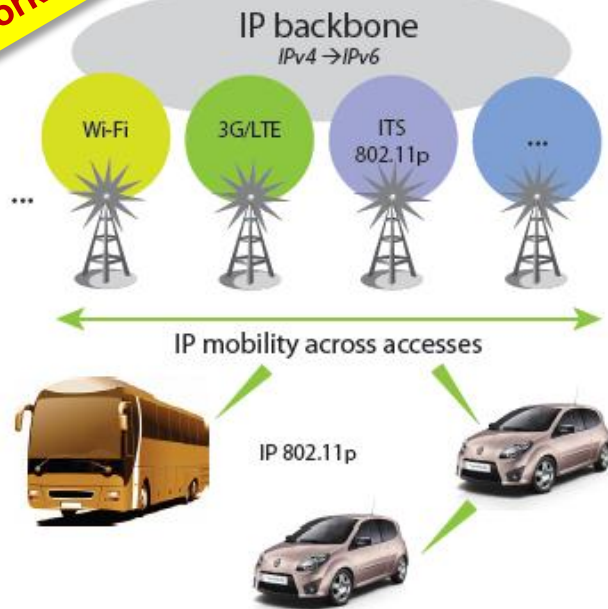 IP backbone
IPv4 →IPv6
Wi-Fi
3G/LTE
ITS
802.11p
...
...
IP mobility across accesses
IP 802.11p